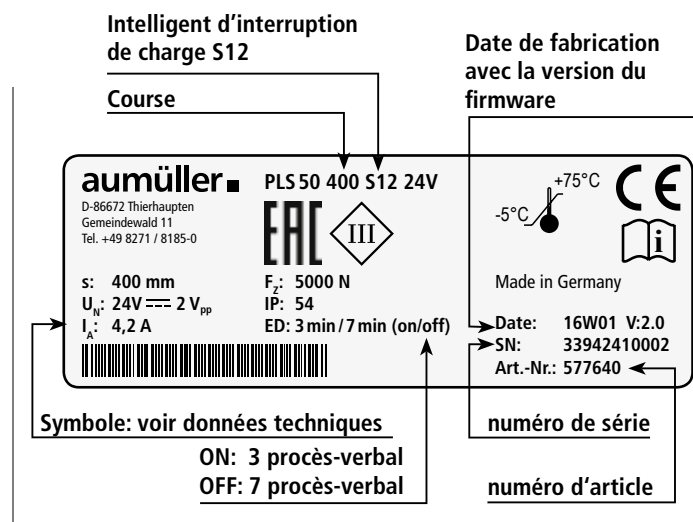 Intelligent d'interruption
de charge S12
Course
Date de fabrication
avec la version du
firmware
aumüller
D-86672 Thierhaupten
Gemeindewald 11
Tel. +49 8271 / 8185-0
PLS 50 400 S12 24V
EAC
III
-5°C
+75°C
CE
i
s: 400 mm
U_N: 24V ⎓ 2 V_pp
I_A: 4,2 A
F_Z: 5000 N
IP: 54
ED: 3 min / 7 min (on/off)
Made in Germany
Date: 16W01 V:2.0
SN: 33942410002
Art.-Nr.: 577640
Symbole: voir données techniques
ON: 3 procès-verbal
OFF: 7 procès-verbal
numéro de série
numéro d'article